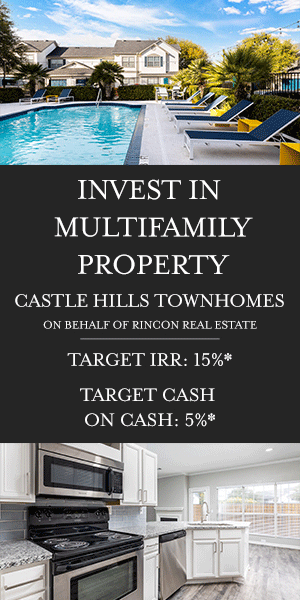 INVEST IN
MULTIFAMILY
PROPERTY
CASTLE HILLS TOWNHOMES
ON BEHALF OF RINCON REAL ESTATE
TARGET IRR: 15%*
TARGET CASH
ON CASH: 5%*